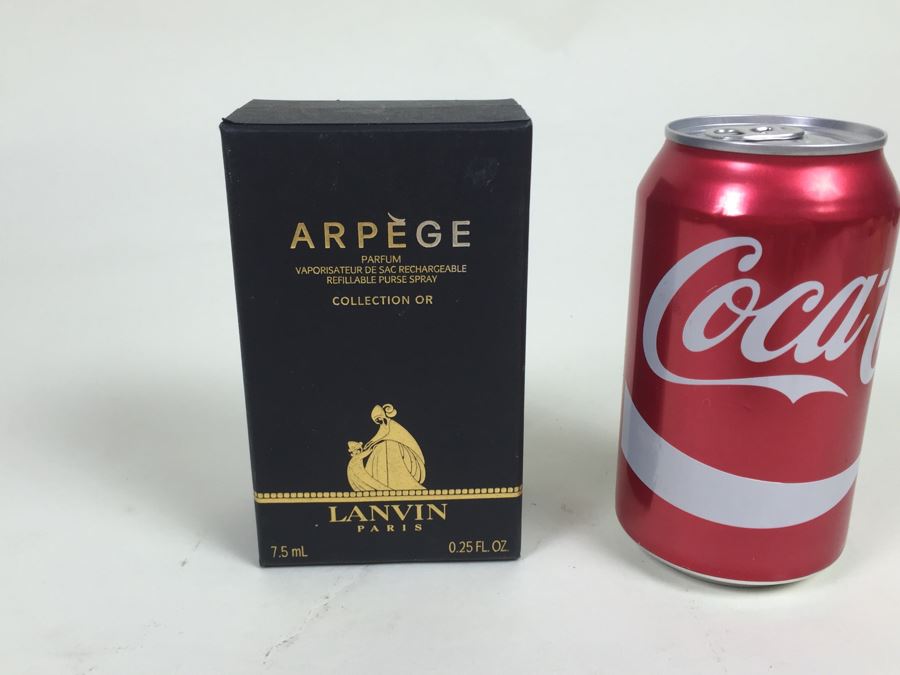 ARPÈGE
PARFUM
VAPORISATEUR DE SAC RECHARGEABLE
REFILLABLE PURSE SPRAY
COLLECTION OR
LANVIN
PARIS
7.5 mL 0.25 FL. OZ.
Coca